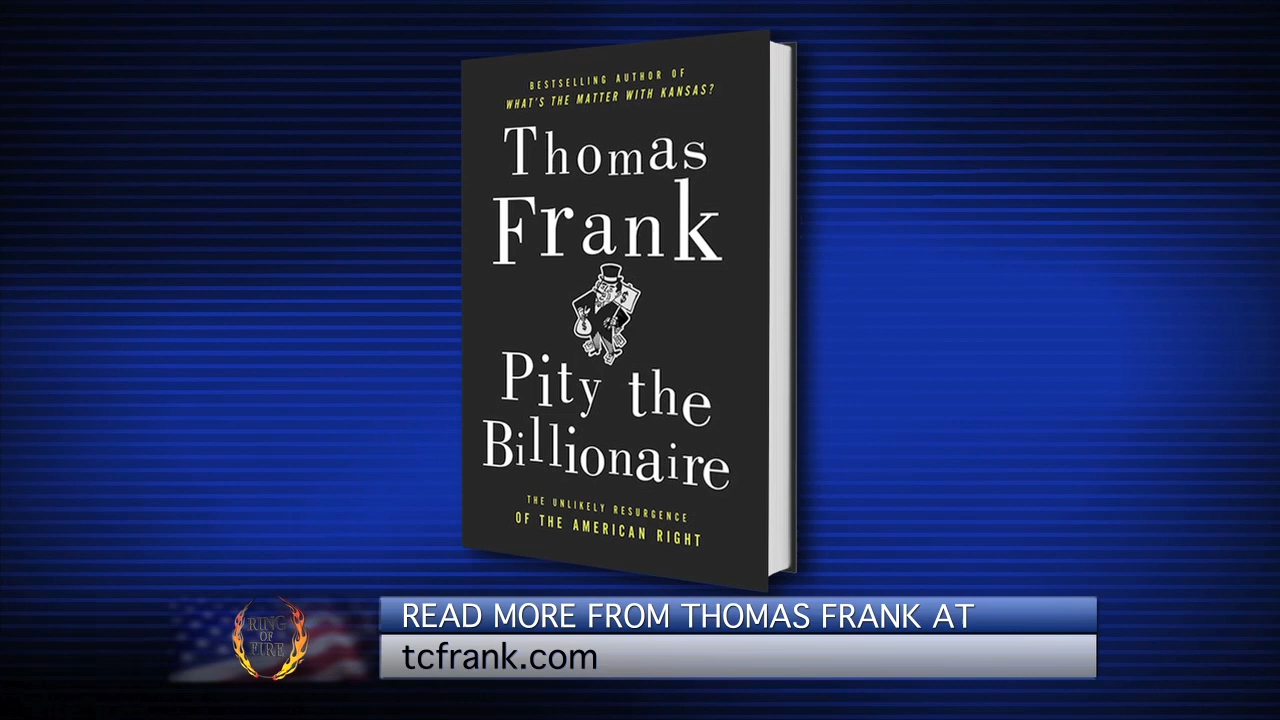 BESTSELLING AUTHOR OF
WHAT'S THE MATTER WITH KANSAS?
Thomas
Frank
$
$
Pity the
Billionaire
THE UNLIKELY RESURGENCE
OF THE AMERICAN RIGHT
RING
OF
FIRE
READ MORE FROM THOMAS FRANK AT
tcfrank.com